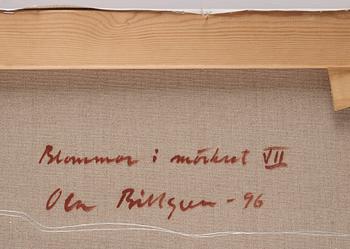 Blommor i mörkret VII
Ola Billgren - 96